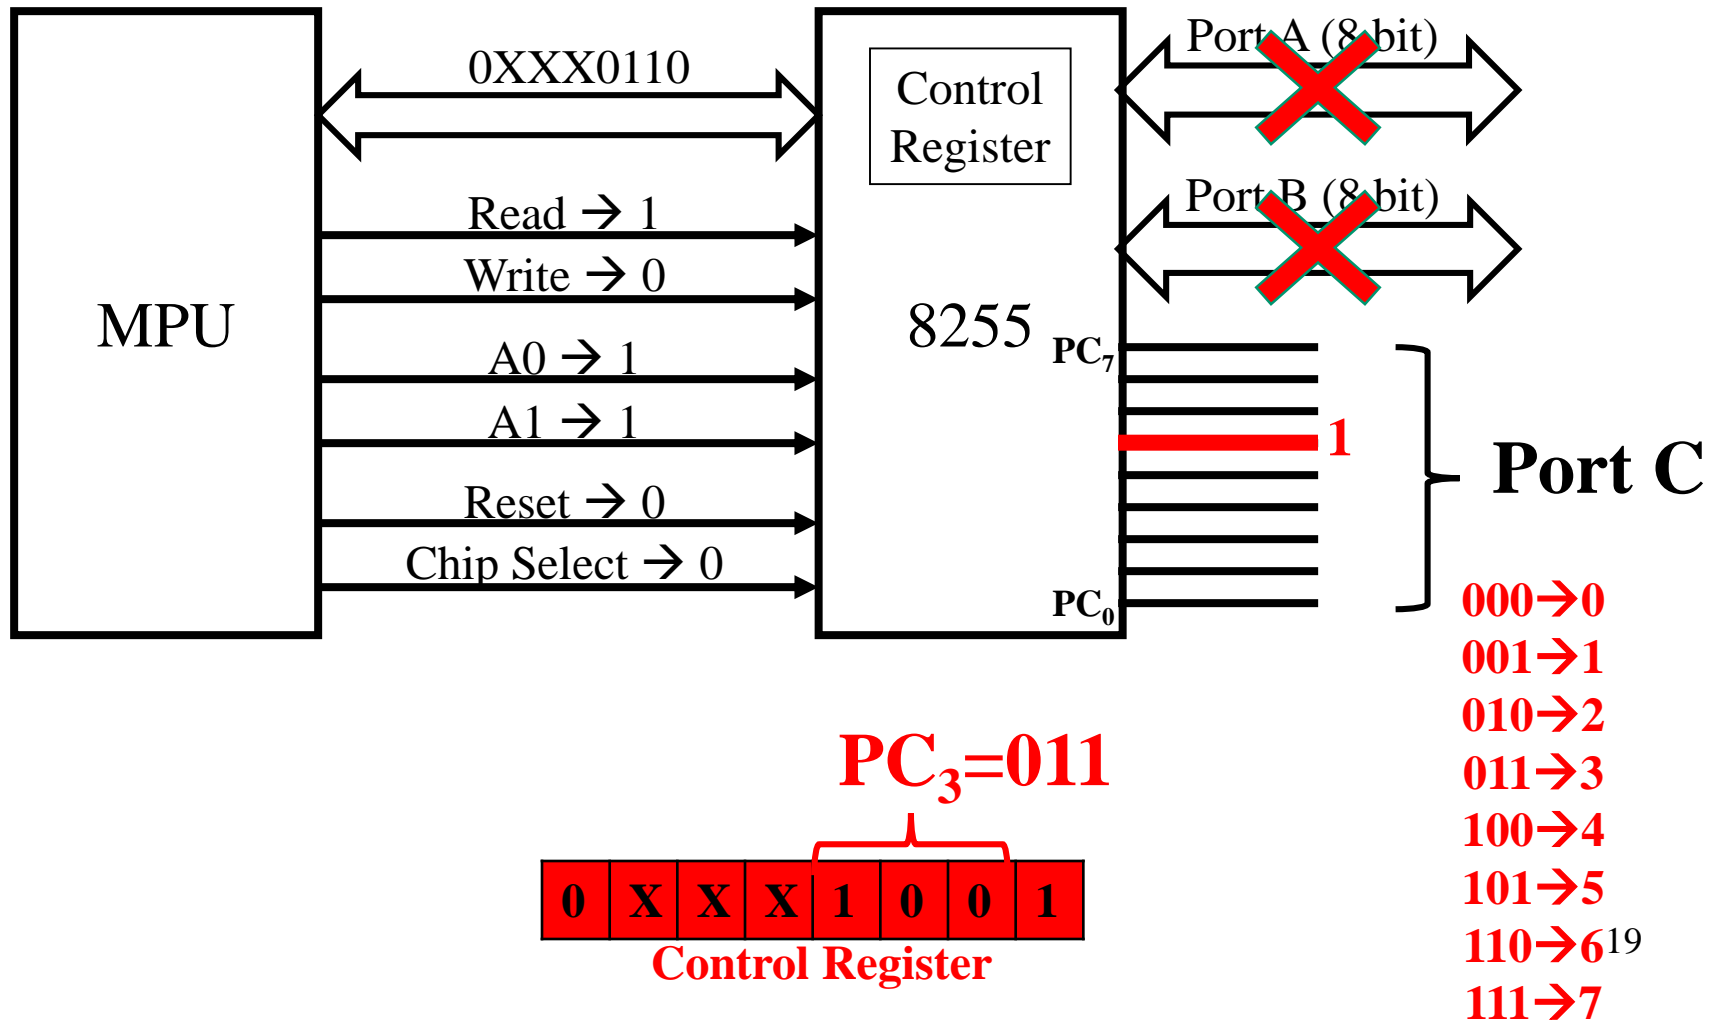 0XXX0110
Read → 1
Write → 0
MPU
A0 → 1
A1 → 1
Reset → 0
Chip Select → 0
Control
Register
8255
PC₇
PC₀
Port A (8 bit)
Port B (8 bit)
1
Port C
000→0
001→1
010→2
011→3
100→4
101→5
110→6
111→7
PC₃=011
0 X X X 1 0 0 1
Control Register
19